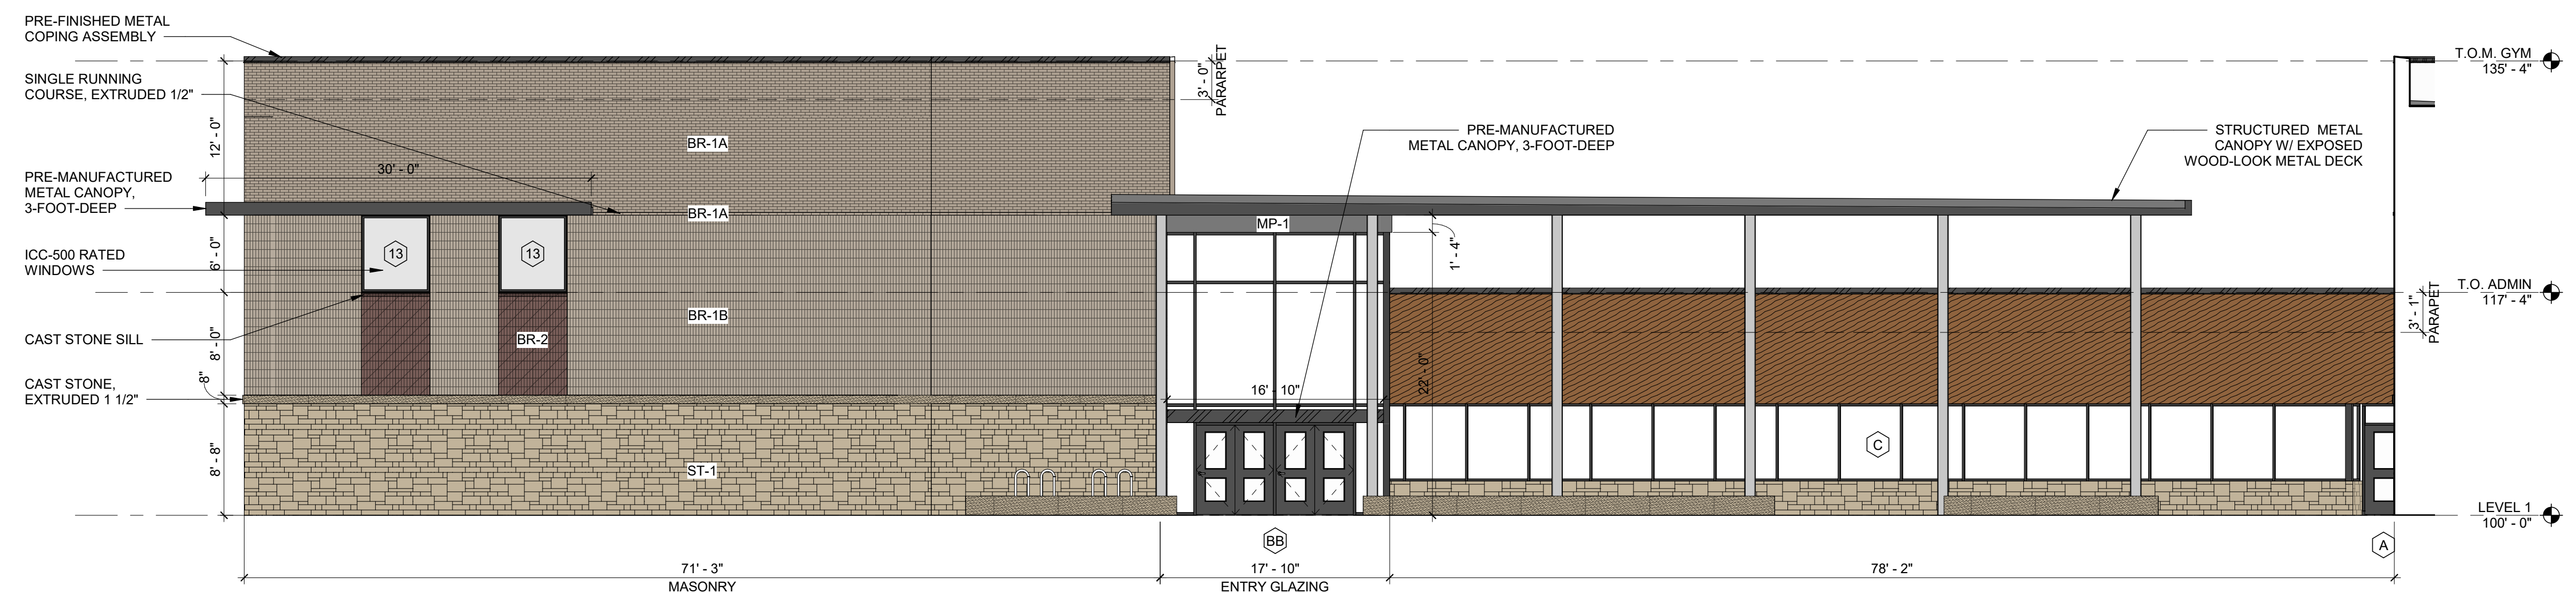 PRE-FINISHED METAL
COPING ASSEMBLY
SINGLE RUNNING
COURSE, EXTRUDED 1/2"
PRE-MANUFACTURED
METAL CANOPY,
3-FOOT-DEEP
ICC-500 RATED
WINDOWS
CAST STONE SILL
CAST STONE,
EXTRUDED 1 1/2"
12' - 0"
6' - 0"
8' - 0"
8"
8' - 8"
30' - 0"
BR-1A
BR-1A
13
13
BR-1B
BR-2
ST-1
3' - 0"
PARARPET
PRE-MANUFACTURED
METAL CANOPY, 3-FOOT-DEEP
STRUCTURED METAL
CANOPY W/ EXPOSED
WOOD-LOOK METAL DECK
MP-1
1' - 4"
16' - 10"
22' - 0"
C
3' - 1"
PARAPET
T.O.M. GYM
135' - 4"
T.O. ADMIN
117' - 4"
LEVEL 1
100' - 0"
BB
A
71' - 3"
MASONRY
17' - 10"
ENTRY GLAZING
78' - 2"